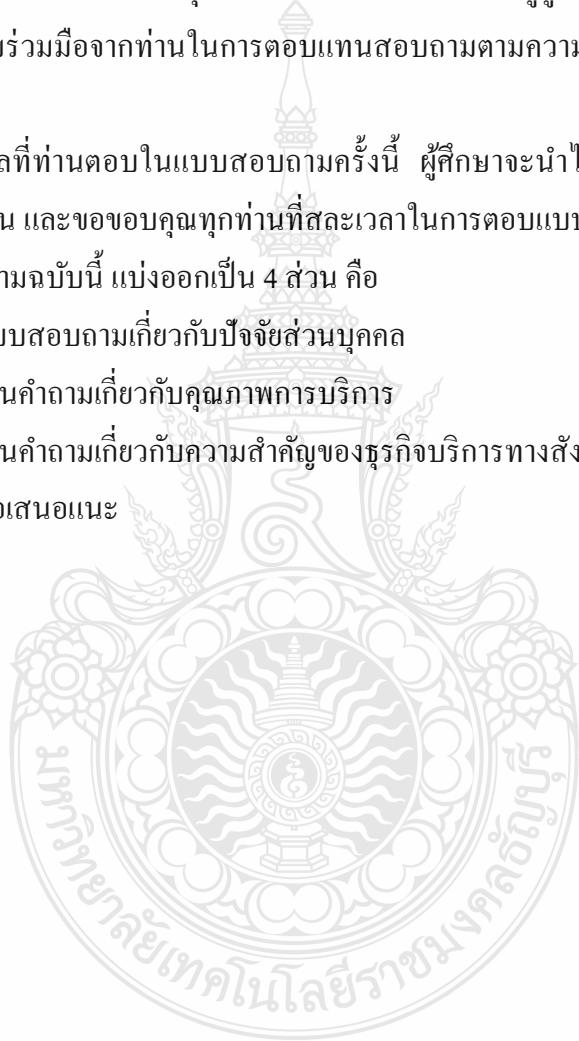 ร่วมมือจากท่านในการตอบแทนสอบถามตามความ
ที่ท่านตอบในแบบสอบถามครั้งนี้ ผู้ศึกษาจะนำไ
น และขอขอบคุณทุกท่านที่สละเวลาในการตอบแบบ
ามฉบับนี้ แบ่งออกเป็น 4 ส่วน คือ
บบสอบถามเกี่ยวกับปัจจัยส่วนบุคคล
นคำถามเกี่ยวกับคุณภาพการบริการ
นคำถามเกี่ยวกับความสำคัญของธุรกิจบริการทางสัง
อเสนอแนะ
มหาวิทยาลัยเทคโนโลยีราชมงคลธัญบุรี